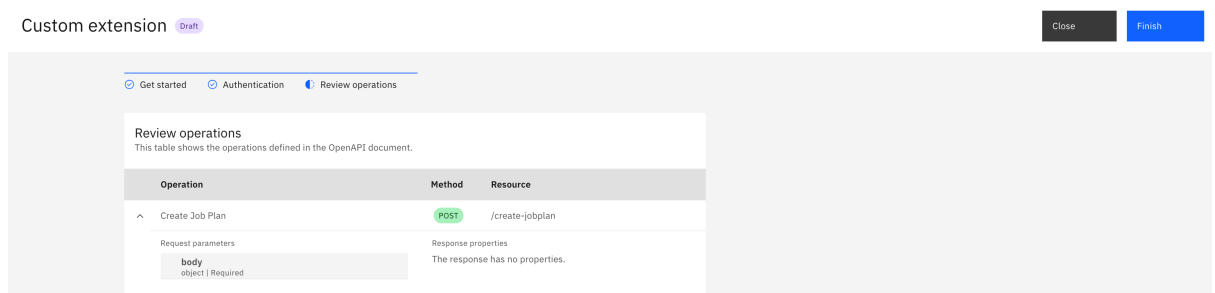 Custom extension Draft
Close Finish
Get started Authentication Review operations
Review operations
This table shows the operations defined in the OpenAPI document.
Operation Method Resource
Create Job Plan POST /create-jobplan
Request parameters Response properties
body The response has no properties.
object | Required